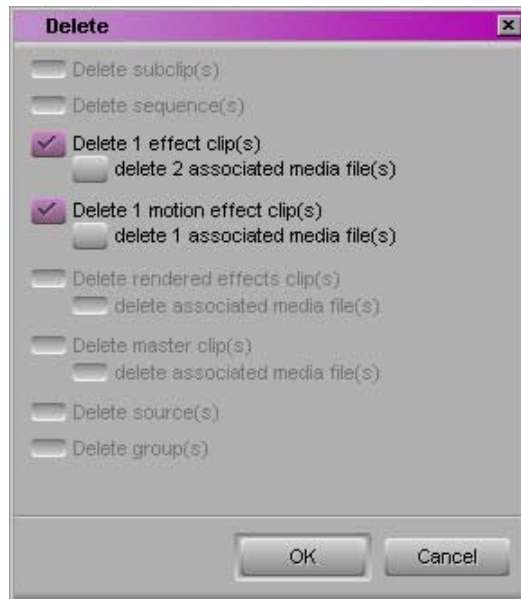 Delete
Delete subclip(s)
Delete sequence(s)
Delete 1 effect clip(s)
delete 2 associated media file(s)
Delete 1 motion effect clip(s)
delete 1 associated media file(s)
Delete rendered effects clip(s)
delete associated media file(s)
Delete master clip(s)
delete associated media file(s)
Delete source(s)
Delete group(s)
OK Cancel